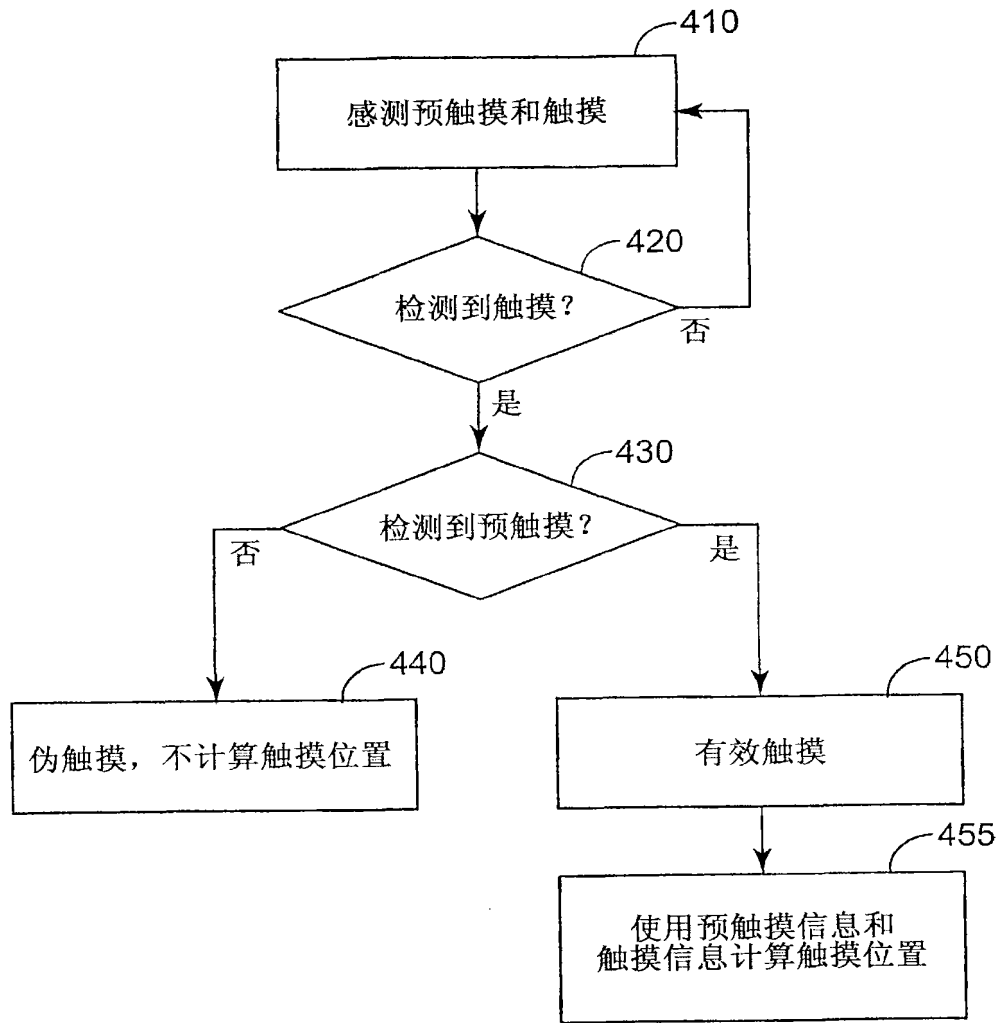 410
感测预触摸和触摸
420
检测到触摸?
否
是
430
检测到预触摸?
否
是
440
伪触摸，不计算触摸位置
450
有效触摸
455
使用预触摸信息和
触摸信息计算触摸位置